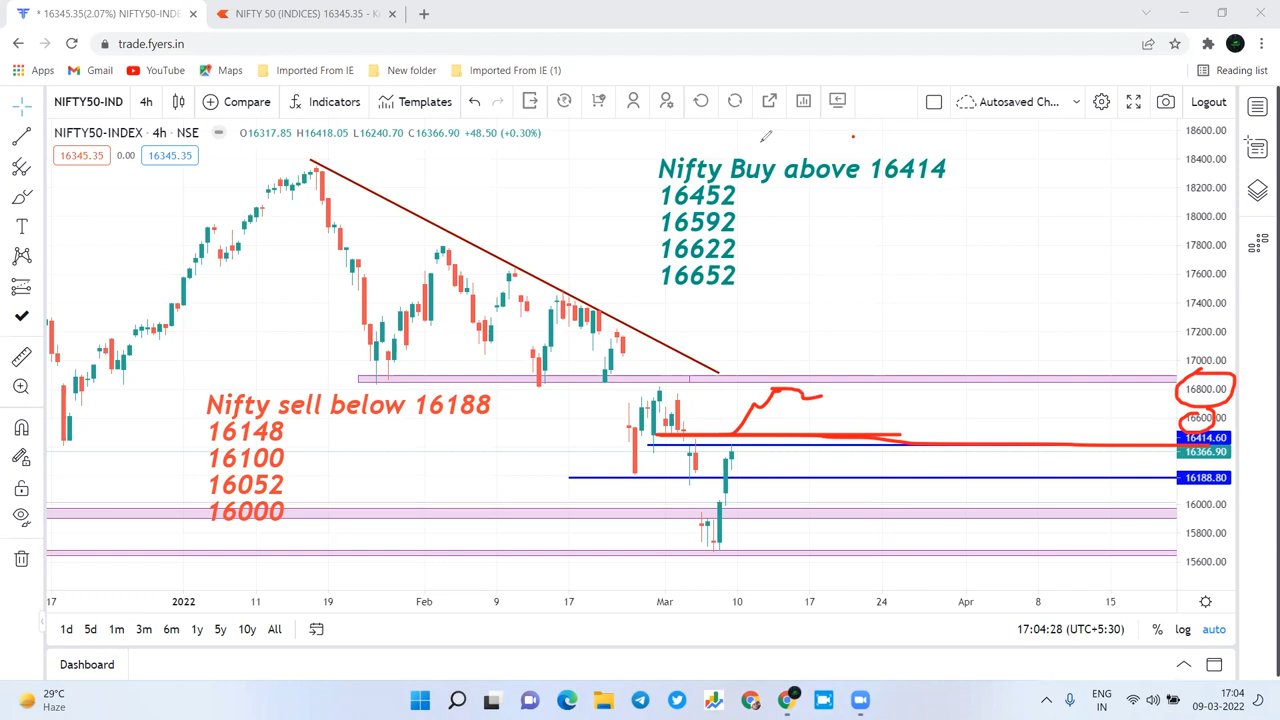 * 16345.35(2.07%) NIFTY50-INDE
NIFTY 50 (INDICES) 16345.35 - K
trade.fyers.in
Apps
Gmail
YouTube
Maps
Imported From IE
New folder
Imported From IE (1)
Reading list
NIFTY50-IND
4h
Compare
Indicators
Templates
Autosaved Ch...
Logout
NIFTY50-INDEX · 4h · NSE
O16317.85 H16418.05 L16240.70 C16366.90 +48.50 (+0.30%)
16345.35
0.00
16345.35
Nifty Buy above 16414
16452
16592
16622
16652
Nifty sell below 16188
16148
16100
16052
16000
18600.00
18400.00
18200.00
18000.00
17800.00
17600.00
17400.00
17200.00
17000.00
16800.00
16600.00
16414.60
16366.90
16188.80
16000.00
15800.00
15600.00
17
2022
11
19
Feb
9
17
Mar
10
17
24
Apr
8
15
1d
5d
1m
3m
6m
1y
5y
10y
All
17:04:28 (UTC+5:30)
%
log
auto
Dashboard
29°C
Haze
ENG
IN
17:04
09-03-2022